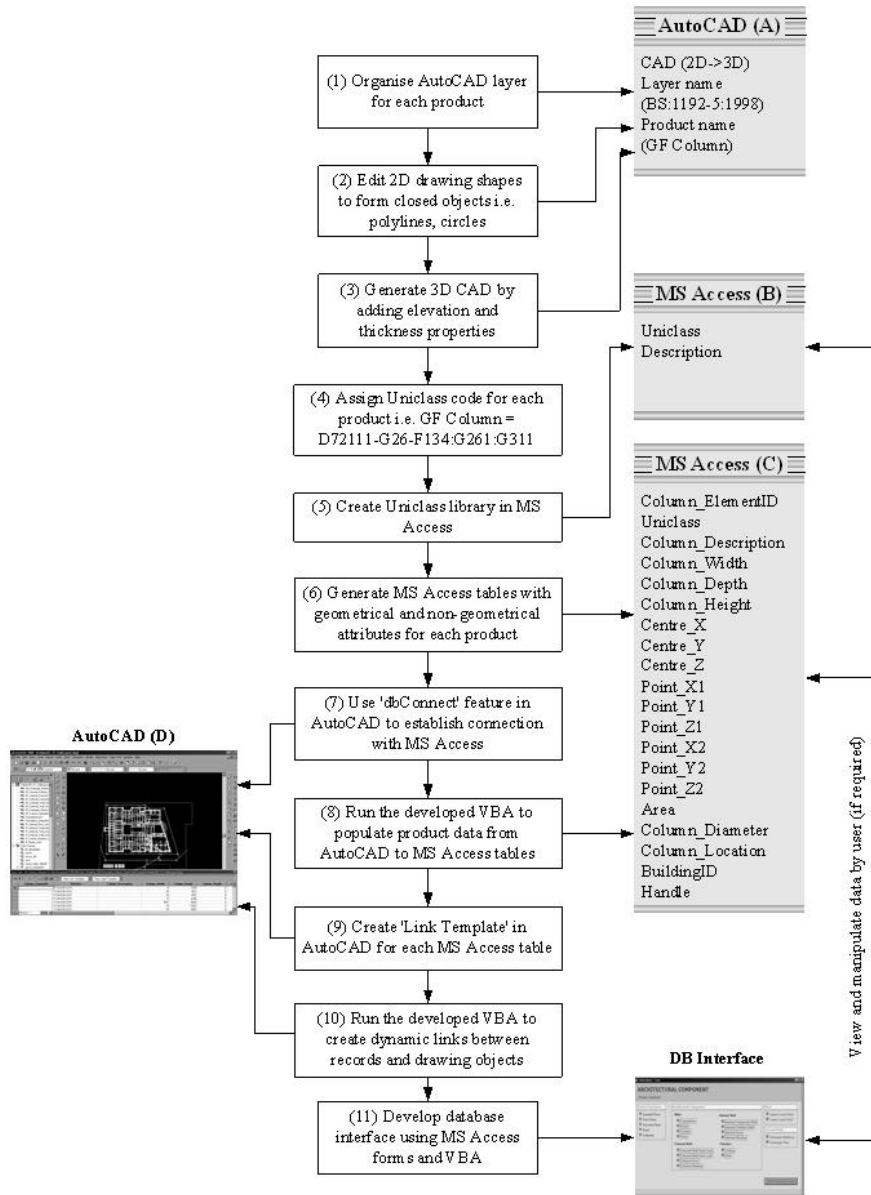 AutoCAD (A)
CAD (2D->3D)
Layer name
(BS:1192-5:1998)
Product name
(GF Column)
(1) Organise AutoCAD layer
for each product
(2) Edit 2D drawing shapes
to form closed objects i.e.
polylines, circles
(3) Generate 3D CAD by
adding elevation and
thickness properties
MS Access (B)
Uniclass
Description
(4) Assign Uniclass code for each
product i.e. GF Column =
D72111-G26-F134:G261:G311
(5) Create Uniclass library in MS
Access
MS Access (C)
Column_ElementID
Uniclass
Column_Description
Column_Width
Column_Depth
Column_Height
Centre_X
Centre_Y
Centre_Z
Point_X1
Point_Y1
Point_Z1
Point_X2
Point_Y2
Point_Z2
Area
Column_Diameter
Column_Location
BuildingID
Handle
(6) Generate MS Access tables with
geometrical and non-geometrical
attributes for each product
(7) Use 'dbConnect' feature in
AutoCAD to establish connection
with MS Access
AutoCAD (D)
(8) Run the developed VBA to
populate product data from
AutoCAD to MS Access tables
(9) Create 'Link Template' in
AutoCAD for each MS Access table
(10) Run the developed VBA to
create dynamic links between
records and drawing objects
(11) Develop database
interface using MS Access
forms and VBA
View and manipulate data by user (if required)
DB Interface
ARCHITECTURAL COMPONENT